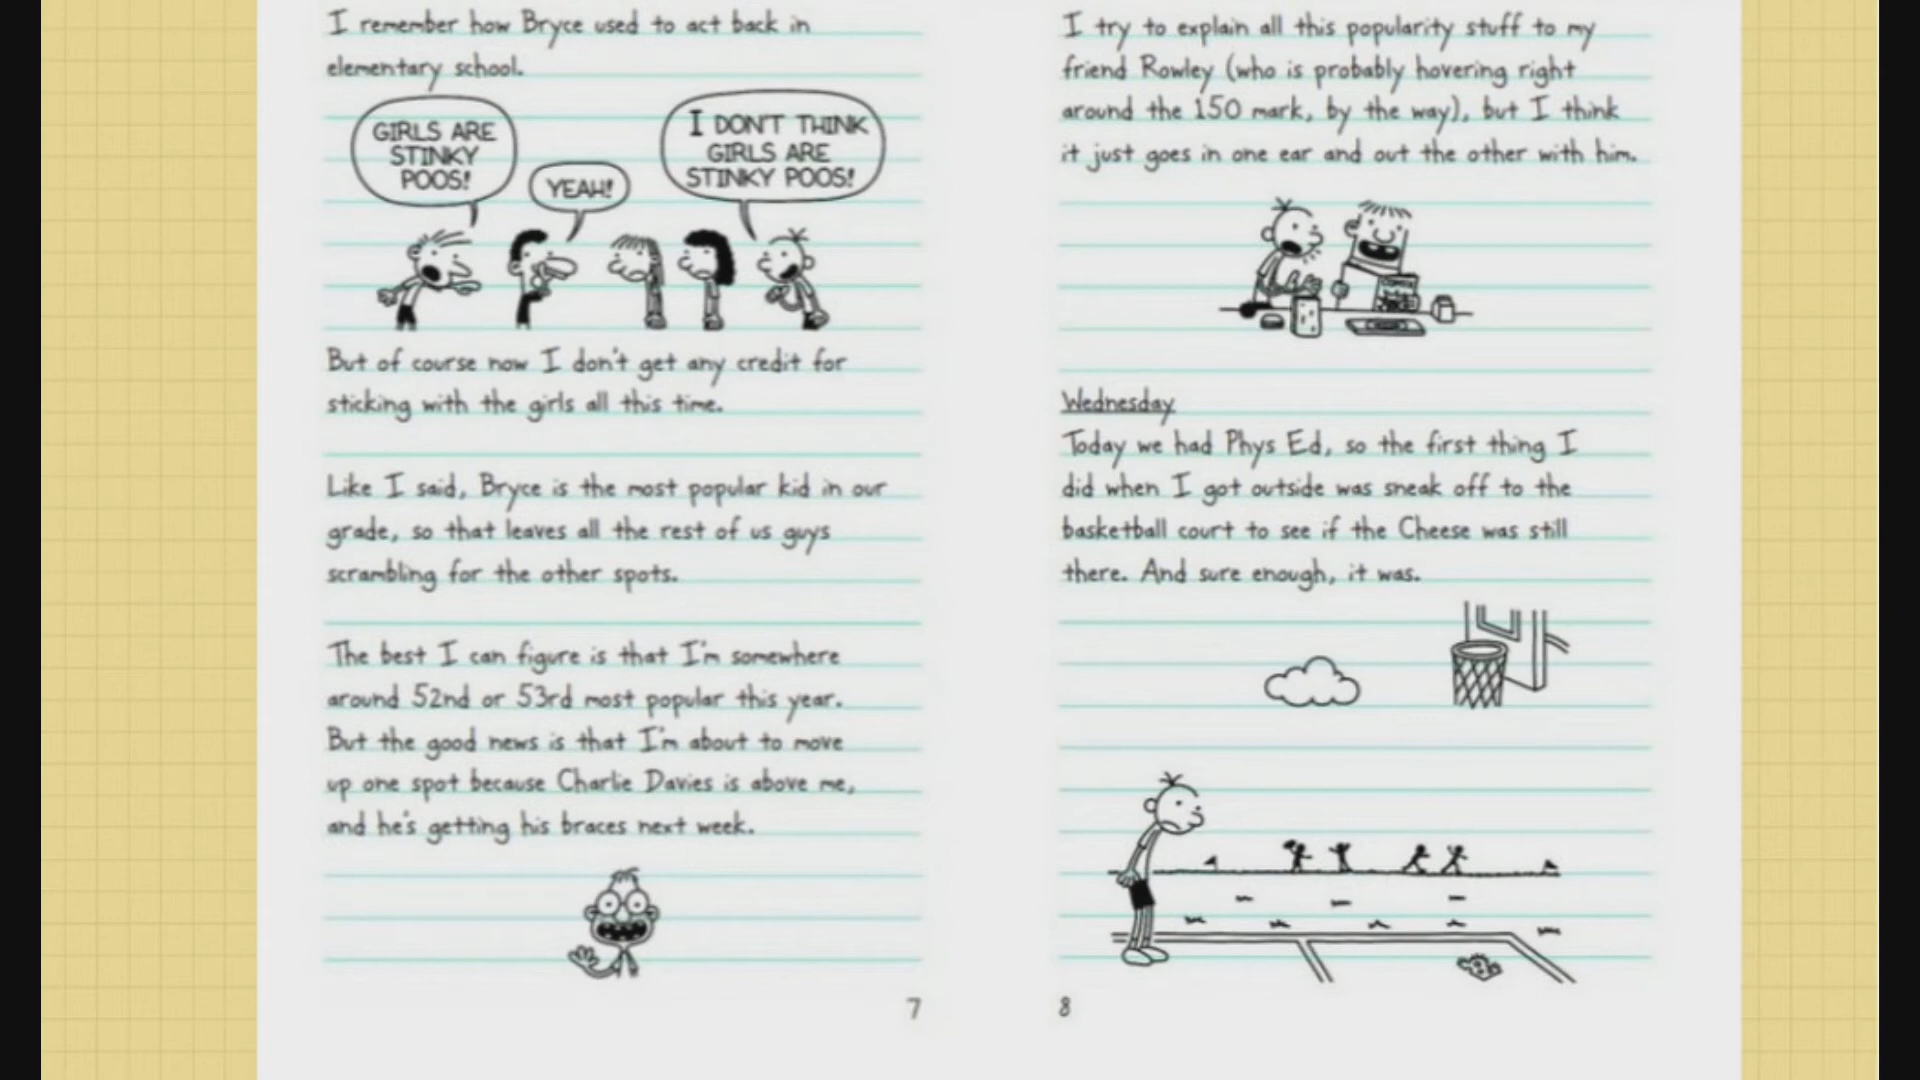 I remember how Bryce used to act back in
elementary school.
GIRLS ARE
STINKY
POOS!
YEAH!
I DON'T THINK
GIRLS ARE
STINKY POOS!
But of course now I don't get any credit for
sticking with the girls all this time.
Like I said, Bryce is the most popular kid in our
grade, so that leaves all the rest of us guys
scrambling for the other spots.
The best I can figure is that I'm somewhere
around 52nd or 53rd most popular this year.
But the good news is that I'm about to move
up one spot because Charlie Davies is above me,
and he's getting his braces next week.
7
I try to explain all this popularity stuff to my
friend Rowley (who is probably hovering right
around the 150 mark, by the way), but I think
it just goes in one ear and out the other with him.
Wednesday
Today we had Phys Ed, so the first thing I
did when I got outside was sneak off to the
basketball court to see if the Cheese was still
there. And sure enough, it was.
8